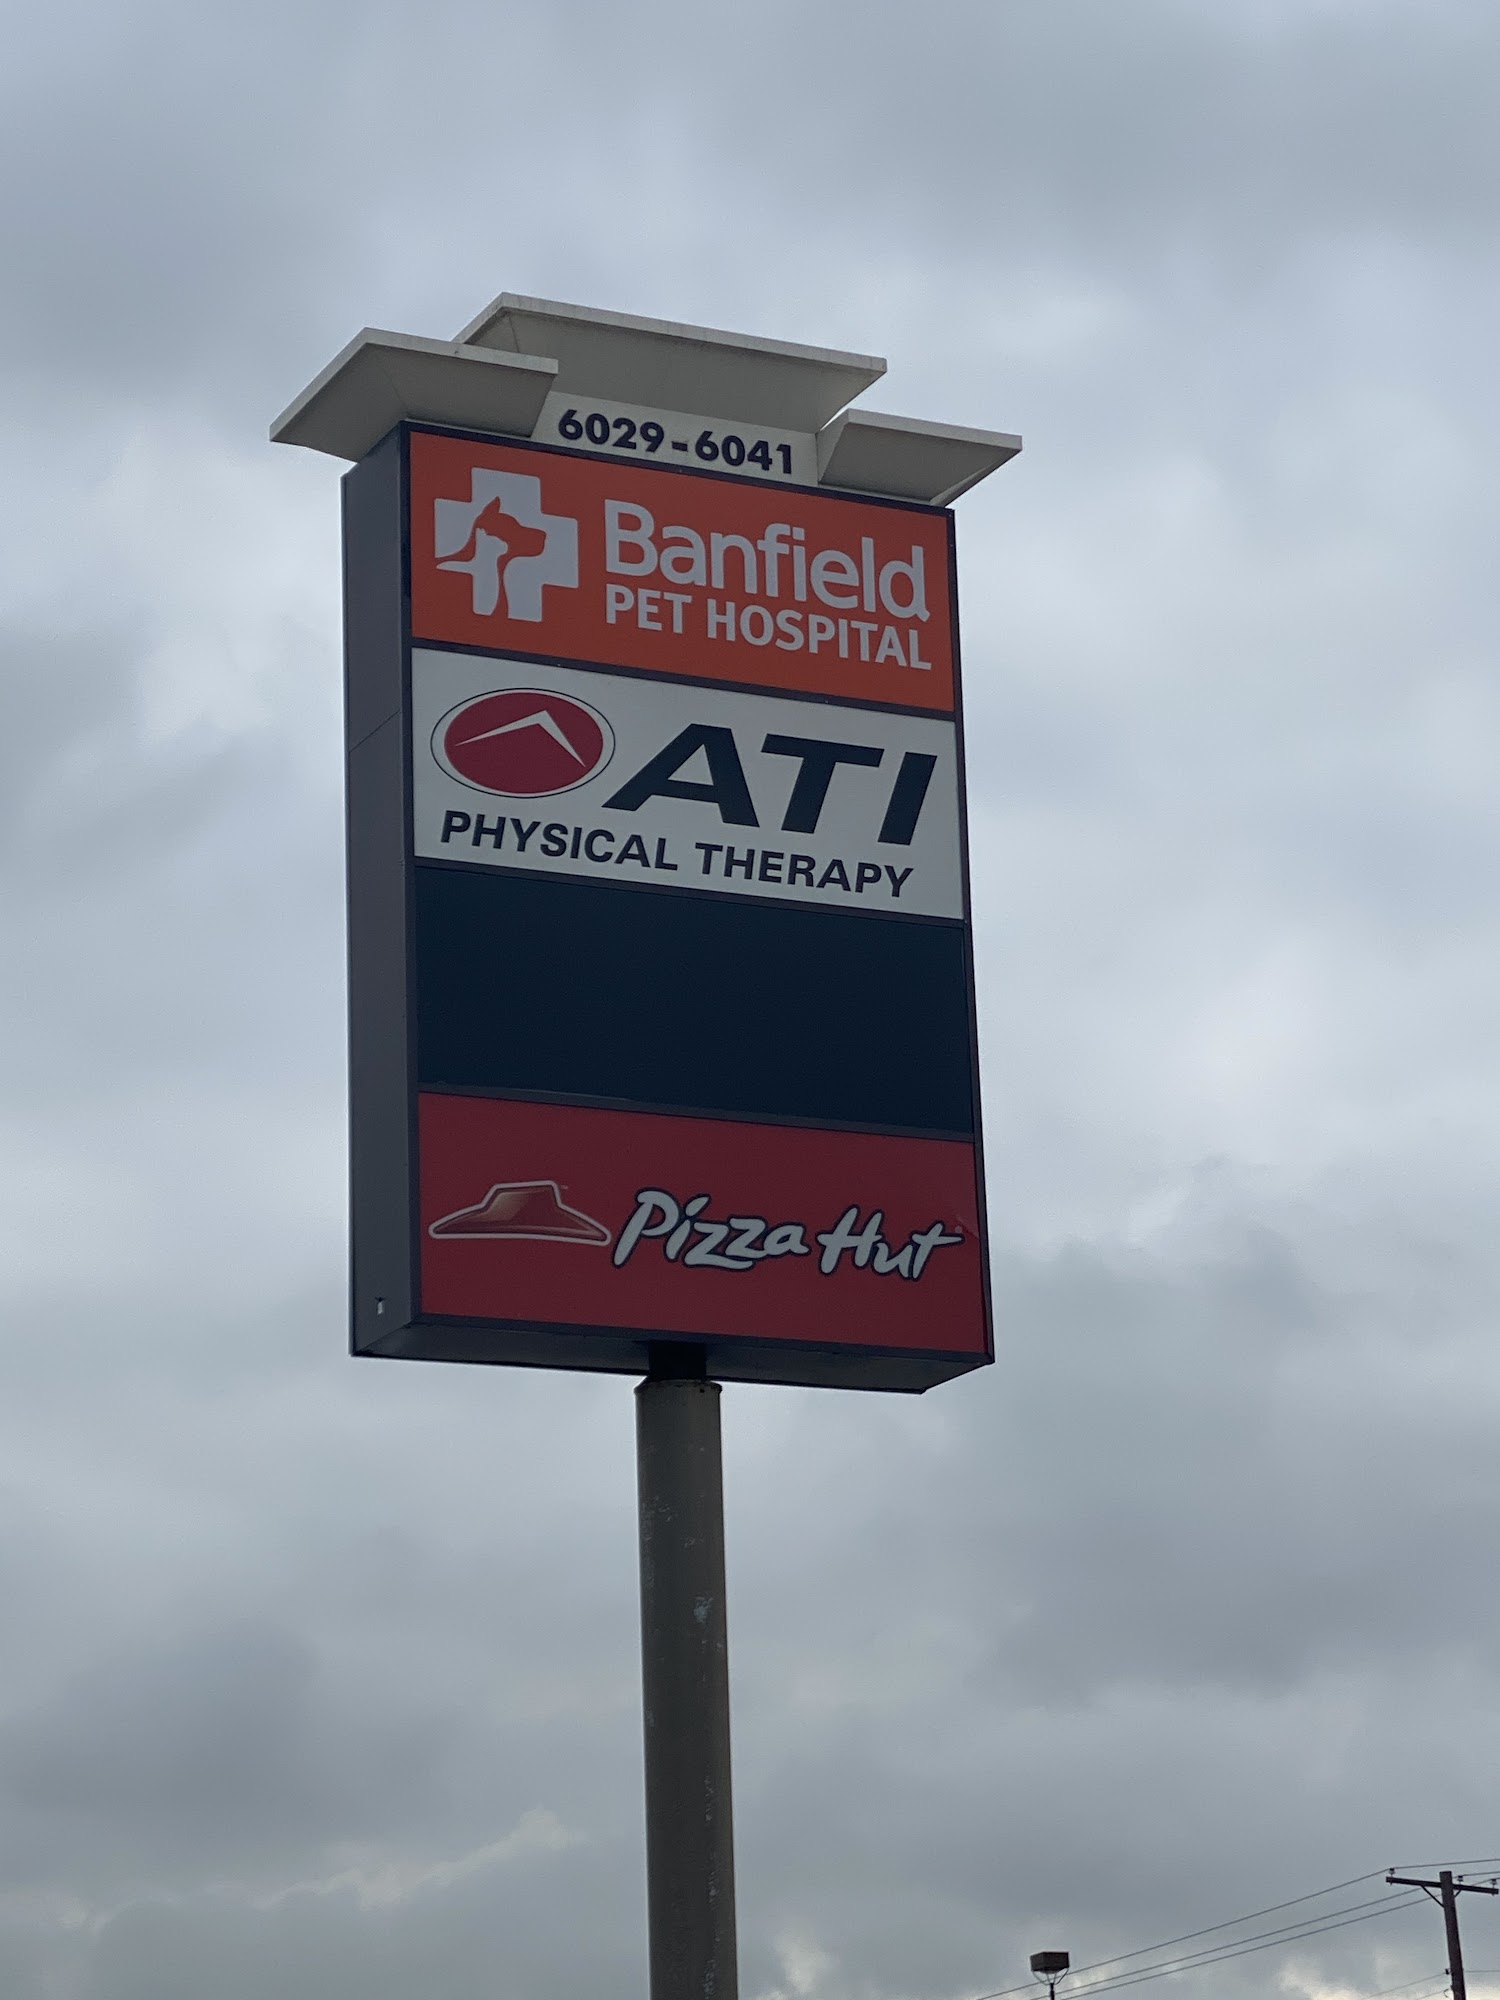 6029-6041
Banfield
PET HOSPITAL
ATI
PHYSICAL THERAPY
Pizza Hut